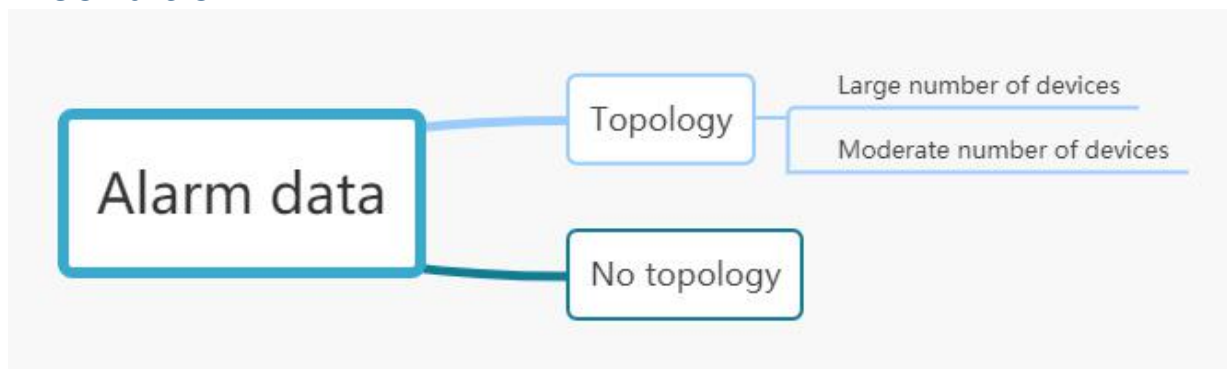 Alarm data
Topology
Large number of devices
Moderate number of devices
No topology